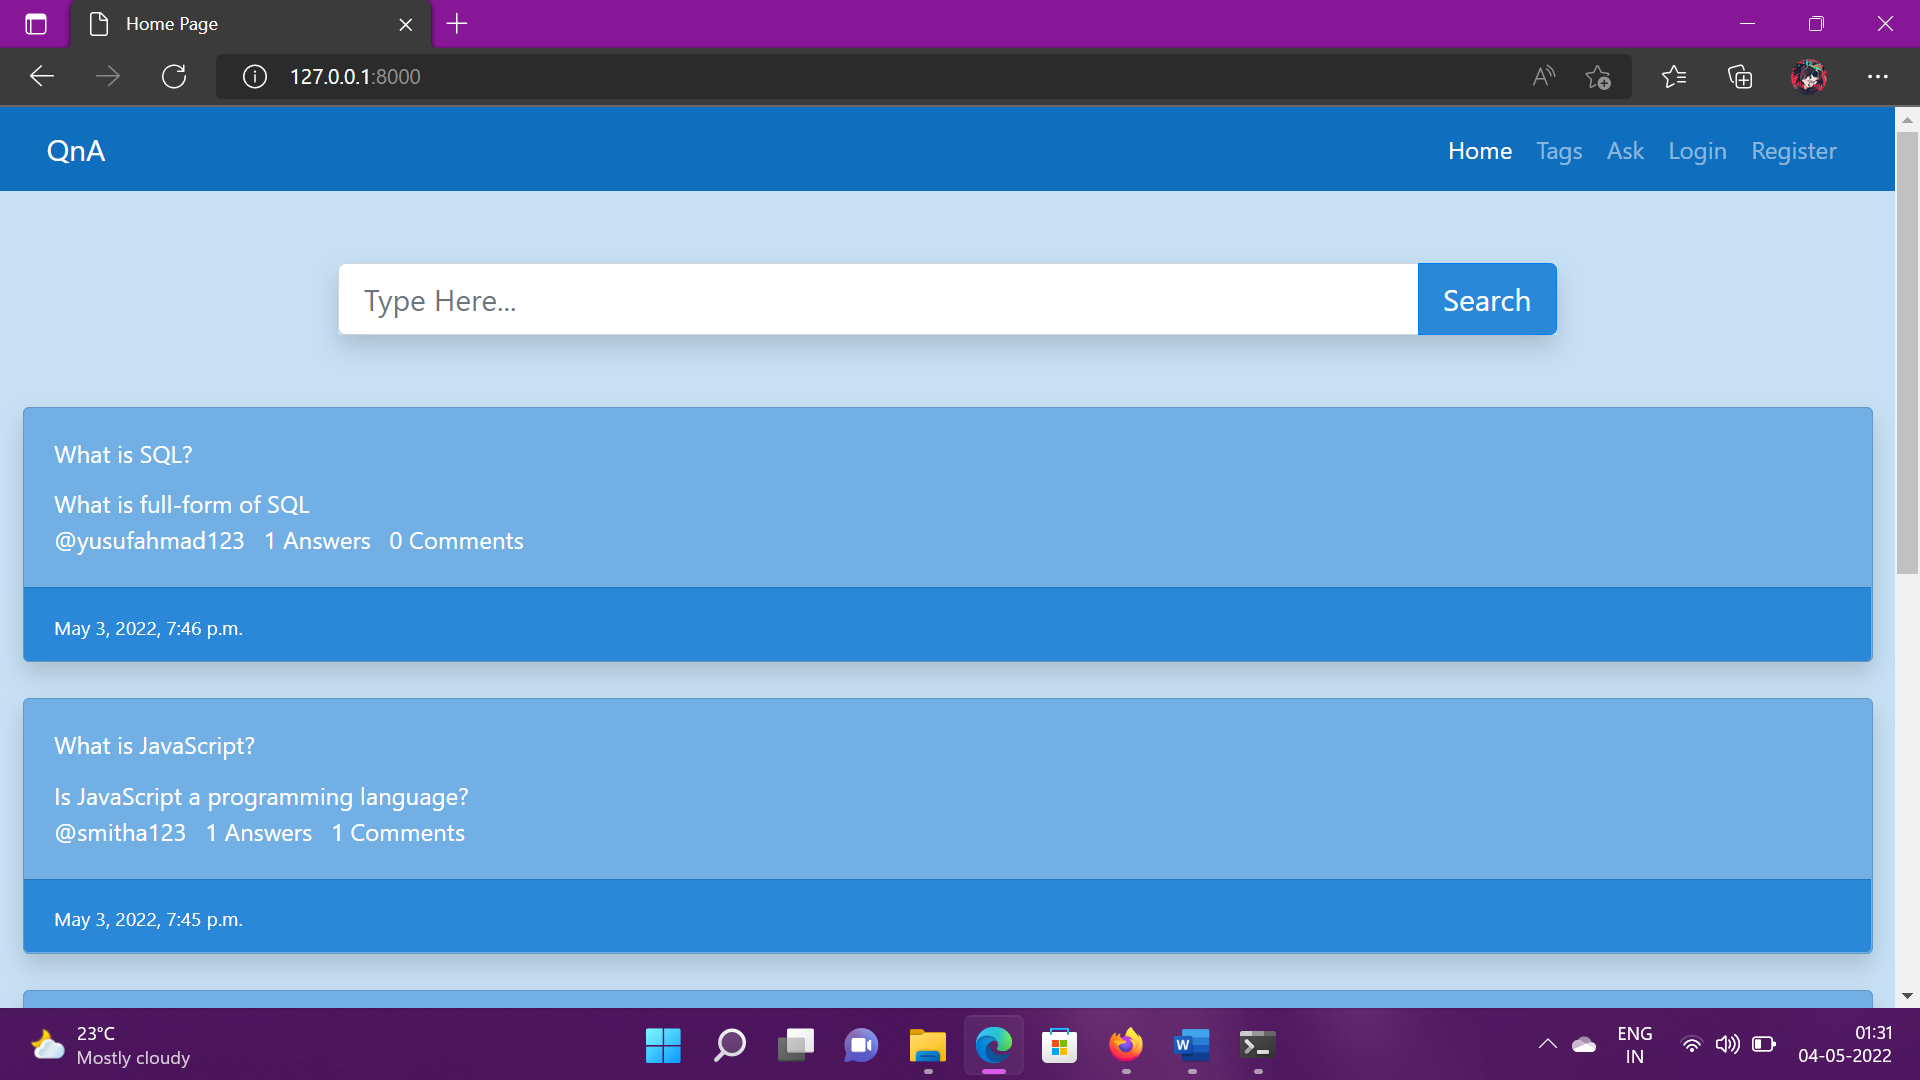 Home Page
127.0.0.1:8000
QnA
Home Tags Ask Login Register
Type Here...
Search
What is SQL?
What is full-form of SQL
@yusufahmad123 1 Answers 0 Comments
May 3, 2022, 7:46 p.m.
What is JavaScript?
Is JavaScript a programming language?
@smitha123 1 Answers 1 Comments
May 3, 2022, 7:45 p.m.
23°C
Mostly cloudy
W
ENG
IN
01:31
04-05-2022